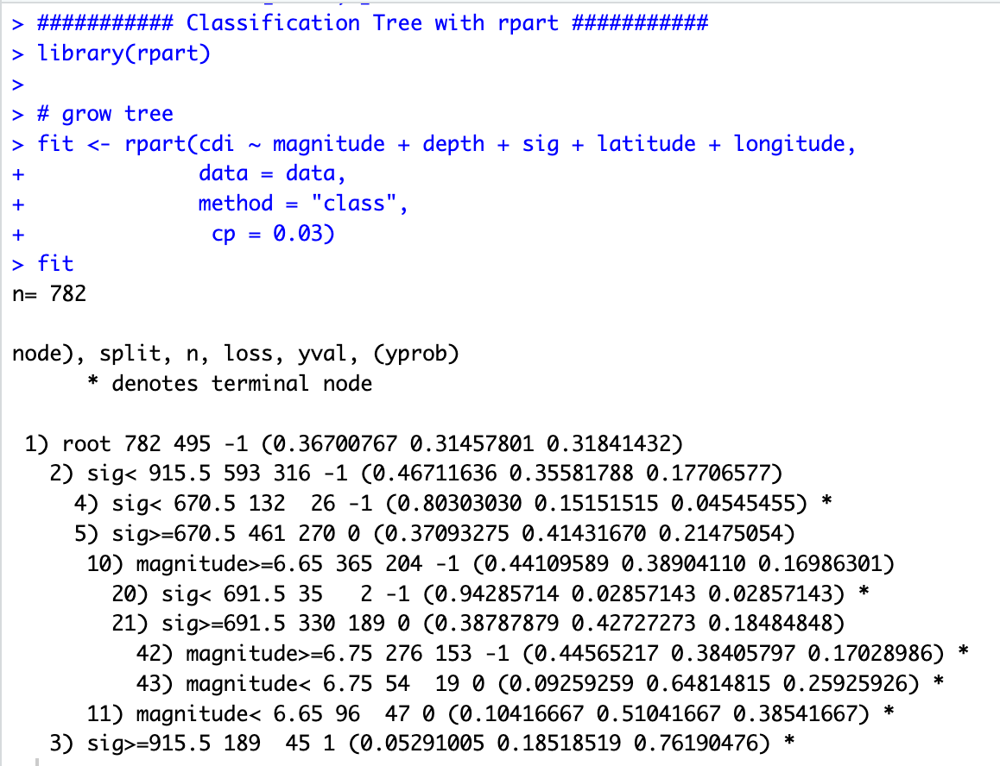 > ########### Classification Tree with rpart ###########
> library(rpart)
>
> # grow tree
> fit <- rpart(cdi ~ magnitude + depth + sig + latitude + longitude,
+              data = data,
+              method = "class",
+               cp = 0.03)
> fit
n= 782

node), split, n, loss, yval, (yprob)
      * denotes terminal node

 1) root 782 495 -1 (0.36700767 0.31457801 0.31841432)
   2) sig< 915.5 593 316 -1 (0.46711636 0.35581788 0.17706577)
     4) sig< 670.5 132  26 -1 (0.80303030 0.15151515 0.04545455) *
     5) sig>=670.5 461 270 0 (0.37093275 0.41431670 0.21475054)
      10) magnitude>=6.65 365 204 -1 (0.44109589 0.38904110 0.16986301)
        20) sig< 691.5 35   2 -1 (0.94285714 0.02857143 0.02857143) *
        21) sig>=691.5 330 189 0 (0.38787879 0.42727273 0.18484848)
          42) magnitude>=6.75 276 153 -1 (0.44565217 0.38405797 0.17028986) *
          43) magnitude< 6.75 54  19 0 (0.09259259 0.64814815 0.25925926) *
      11) magnitude< 6.65 96  47 0 (0.10416667 0.51041667 0.38541667) *
   3) sig>=915.5 189  45 1 (0.05291005 0.18518519 0.76190476) *